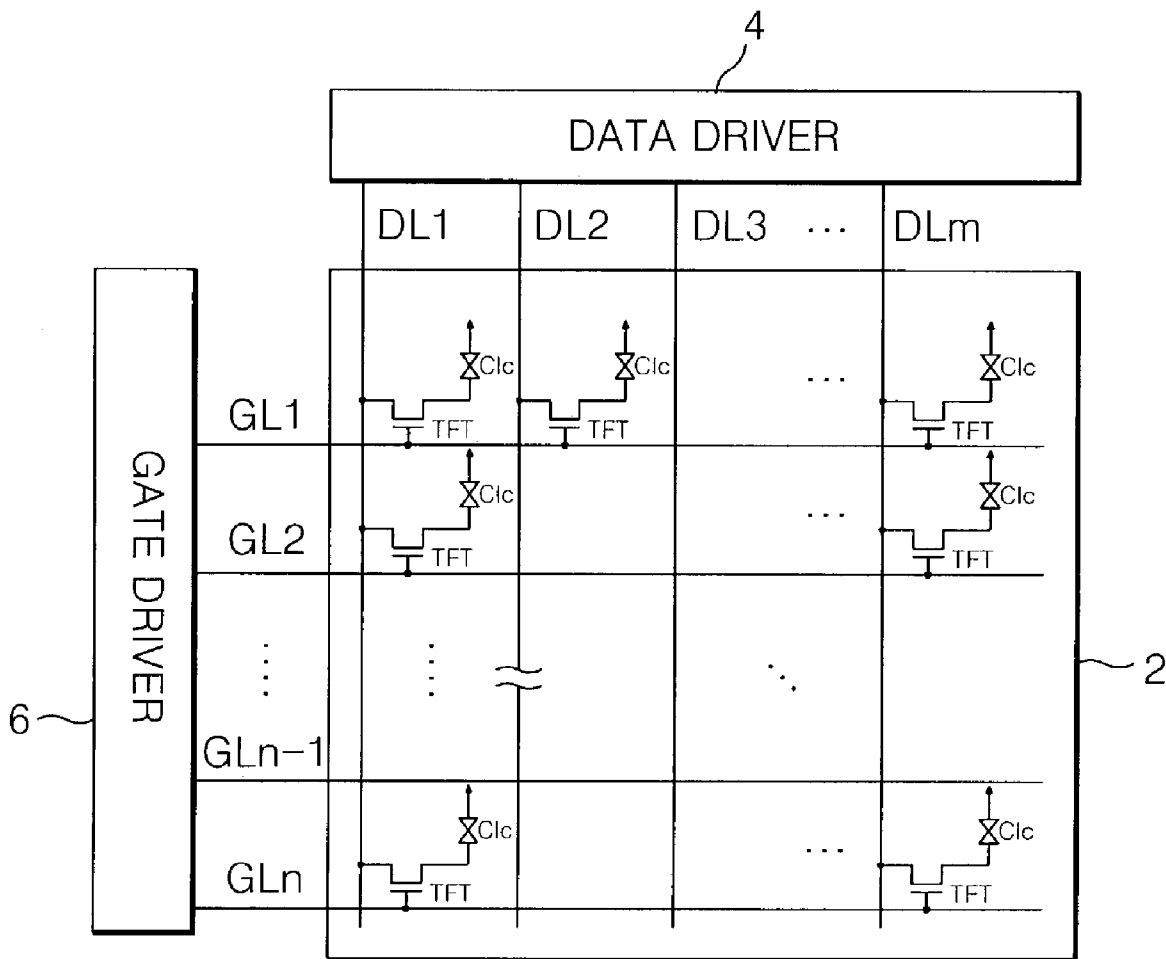 4
DATA DRIVER
DL1 DL2 DL3 ... DLm
Clc Clc ... Clc
GL1 TFT TFT TFT
Clc ... Clc
GL2 TFT TFT
GATE DRIVER
2
6
GLn-1
Clc ... Clc
GLn TFT TFT